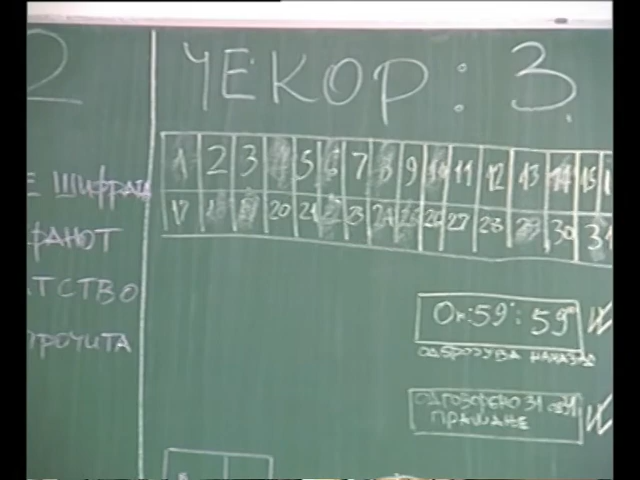 2
ЧЕКОР: 3.
1 2 3 4 5 6 7 8 9 10 11 12 13 14 15
17 18 19 20 21 22 23 24 25 26 27 28 29 30 31
Е ШИФРАТ
ФАНОТ
АТСТВО
ПРОЧИТА
0ч:59':59"
ОДБРОЈУВА НАНАЗАД
ОДГОВОРЕНО 31 од 31
ПРАШАЊЕ